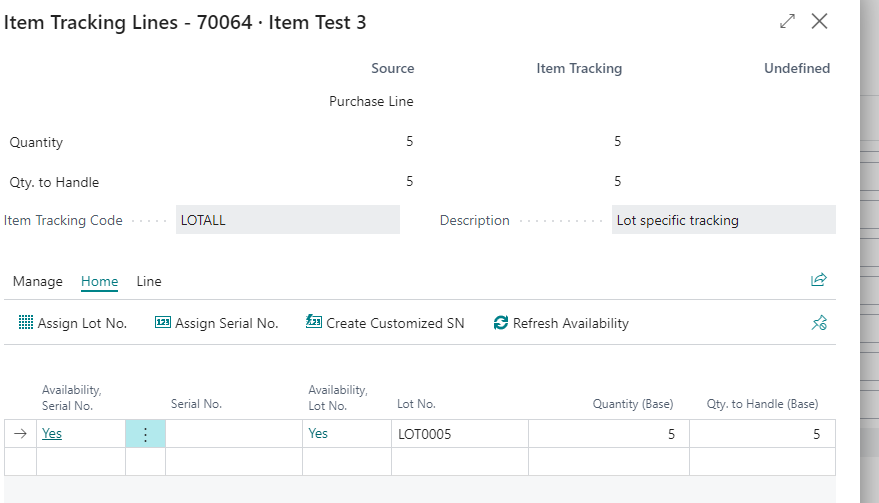 Item Tracking Lines - 70064 · Item Test 3
Source Item Tracking Undefined
Purchase Line
Quantity 5 5
Qty. to Handle 5 5
Item Tracking Code LOTALL Description Lot specific tracking
Manage Home Line
Assign Lot No. Assign Serial No. Create Customized SN Refresh Availability
Availability, Serial No. Serial No. Availability, Lot No. Lot No. Quantity (Base) Qty. to Handle (Base)
Yes Yes LOT0005 5 5